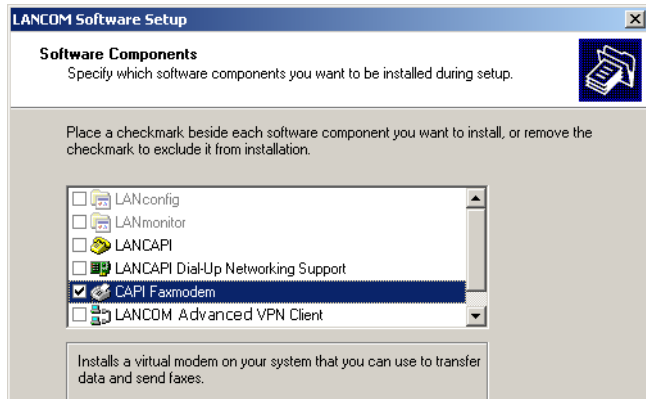 LANCOM Software Setup
Software Components
Specify which software components you want to be installed during setup.
Place a checkmark beside each software component you want to install, or remove the
checkmark to exclude it from installation.
LANconfig
LANmonitor
LANCAPI
LANCAPI Dial-Up Networking Support
CAPI Faxmodem
LANCOM Advanced VPN Client
Installs a virtual modem on your system that you can use to transfer
data and send faxes.